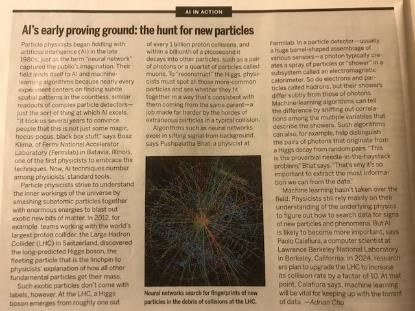 AI IN ACTION
AI's early proving ground: the hunt for new particles
Particle physicists began fiddling with
artificial intelligence (AI) in the late
1980s, just as the term "neural network"
captured the public's imagination. Their
field lends itself to AI and machine-
learning algorithms because nearly every
experiment centers on finding subtle
spatial patterns in the countless, similar
readouts of complex particle detectors—
just the sort of thing at which AI excels.
"It took us several years to convince
people that this is not just some magic,
hocus-pocus, black box stuff," says Boaz
Klima, of Fermi National Accelerator
Laboratory (Fermilab) in Batavia, Illinois,
one of the first physicists to embrace the
techniques. Now, AI techniques number
among physicists' standard tools.
Particle physicists strive to understand
the inner workings of the universe by
smashing subatomic particles together
with enormous energies to blast out
exotic new bits of matter. In 2012, for
example, teams working with the world's
largest proton collider, the Large Hadron
Collider (LHC) in Switzerland, discovered
the long-predicted Higgs boson, the
fleeting particle that is the linchpin to
physicists' explanation of how all other
fundamental particles get their mass.
Such exotic particles don't come with
labels, however. At the LHC, a Higgs
boson emerges from roughly one out
of every 1 billion proton collisions, and
within a billionth of a picosecond it
decays into other particles, such as a pair
of photons or a quartet of particles called
muons. To "reconstruct" the Higgs, physi-
cists must spot all those more-common
particles and see whether they fit
together in a way that's consistent with
them coming from the same parent—a
job made far harder by the hordes of
extraneous particles in a typical collision.
Algorithms such as neural networks
excel in sifting signal from background,
says Pushpalatha Bhat, a physicist at
Neural networks search for fingerprints of new
particles in the debris of collisions at the LHC.
Fermilab. In a particle detector—usually
a huge barrel-shaped assemblage of
various sensors—a photon typically cre-
ates a spray of particles or "shower" in a
subsystem called an electromagnetic
calorimeter. So do electrons and par-
ticles called hadrons, but their showers
differ subtly from those of photons.
Machine-learning algorithms can tell
the difference by sniffing out correla-
tions among the multiple variables that
describe the showers. Such algorithms
can also, for example, help distinguish
the pairs of photons that originate from
a Higgs decay from random pairs. "This
is the proverbial needle-in-the-haystack
problem," Bhat says. "That's why it's so
important to extract the most information
we can from the data."
Machine learning hasn't taken over the
field. Physicists still rely mainly on their
understanding of the underlying physics
to figure out how to search data for signs
of new particles and phenomena. But AI
is likely to become more important, says
Paolo Calafiura, a computer scientist at
Lawrence Berkeley National Laboratory
in Berkeley, California. In 2024, research-
ers plan to upgrade the LHC to increase
its collision rate by a factor of 10. At that
point, Calafiura says, machine learning
will be vital for keeping up with the torrent
of data. —Adrian Cho